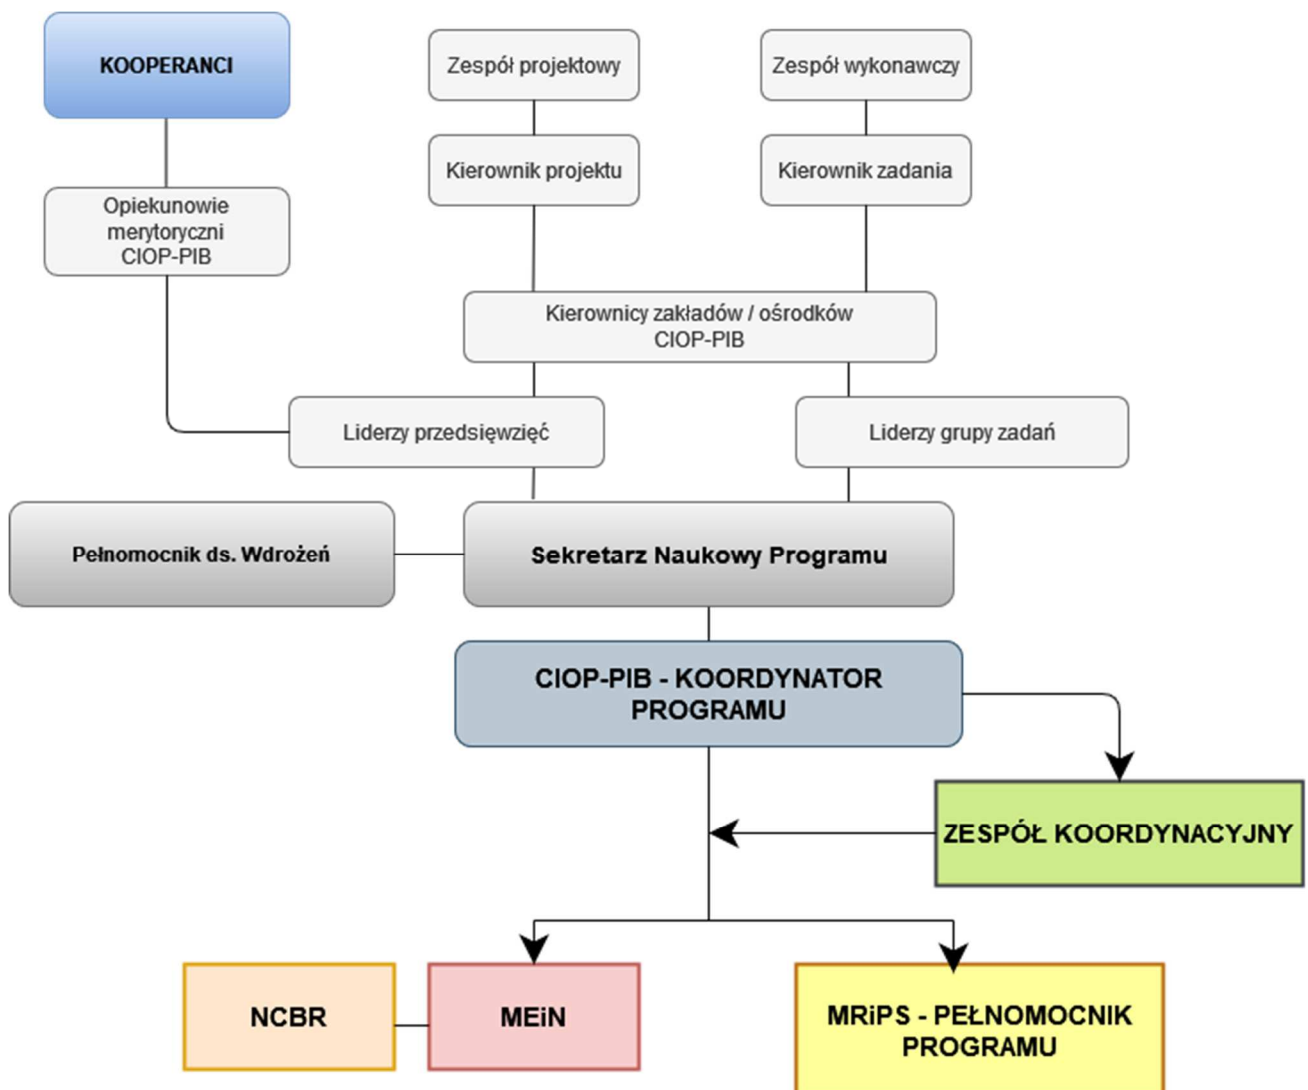 KOOPERANCI
Zespół projektowy
Zespół wykonawczy
Kierownik projektu
Kierownik zadania
Opiekunowie
merytoryczni
CIOP-PIB
Kierownicy zakładów / ośrodków
CIOP-PIB
Liderzy przedsięwzięć
Liderzy grupy zadań
Pełnomocnik ds. Wdrożeń
Sekretarz Naukowy Programu
CIOP-PIB - KOORDYNATOR
PROGRAMU
ZESPÓŁ KOORDYNACYJNY
NCBR
MEiN
MRiPS - PEŁNOMOCNIK
PROGRAMU